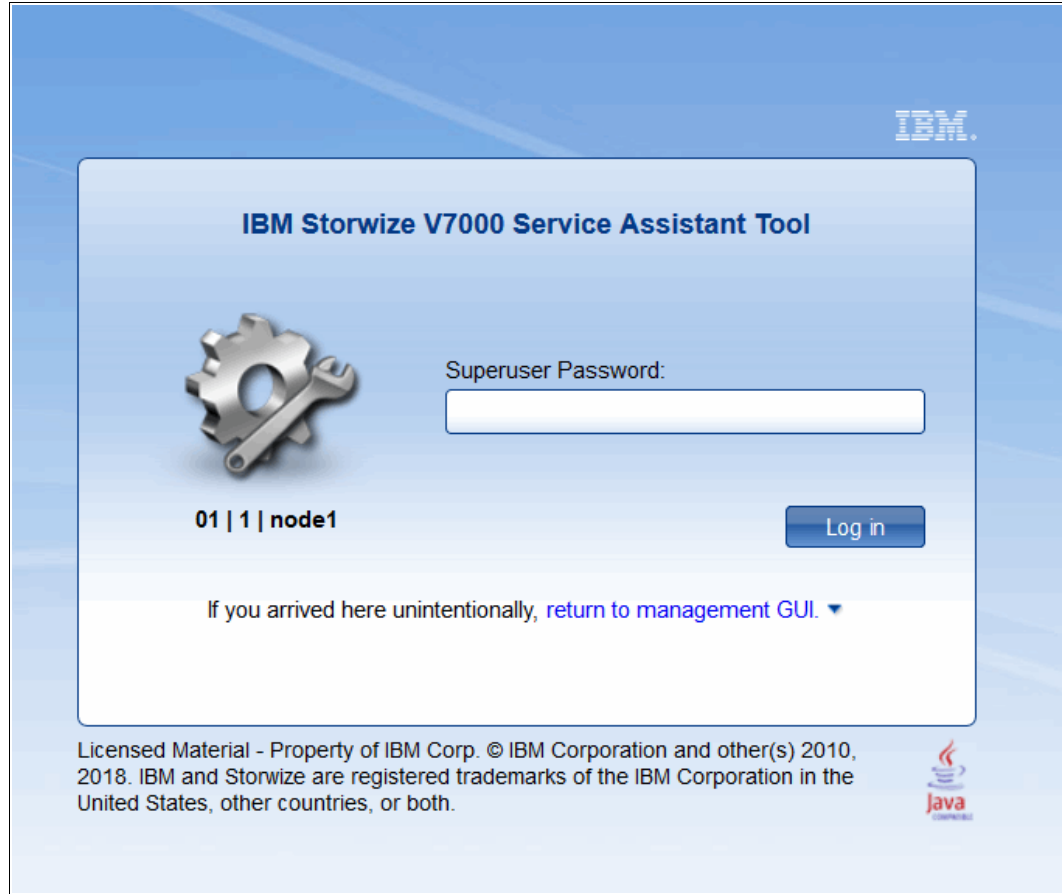 IBM.
IBM Storwize V7000 Service Assistant Tool
Superuser Password:
01 | 1 | node1
Log in
If you arrived here unintentionally, return to management GUI.
Licensed Material - Property of IBM Corp. © IBM Corporation and other(s) 2010,
2018. IBM and Storwize are registered trademarks of the IBM Corporation in the
United States, other countries, or both.
Java
COMPATIBLE